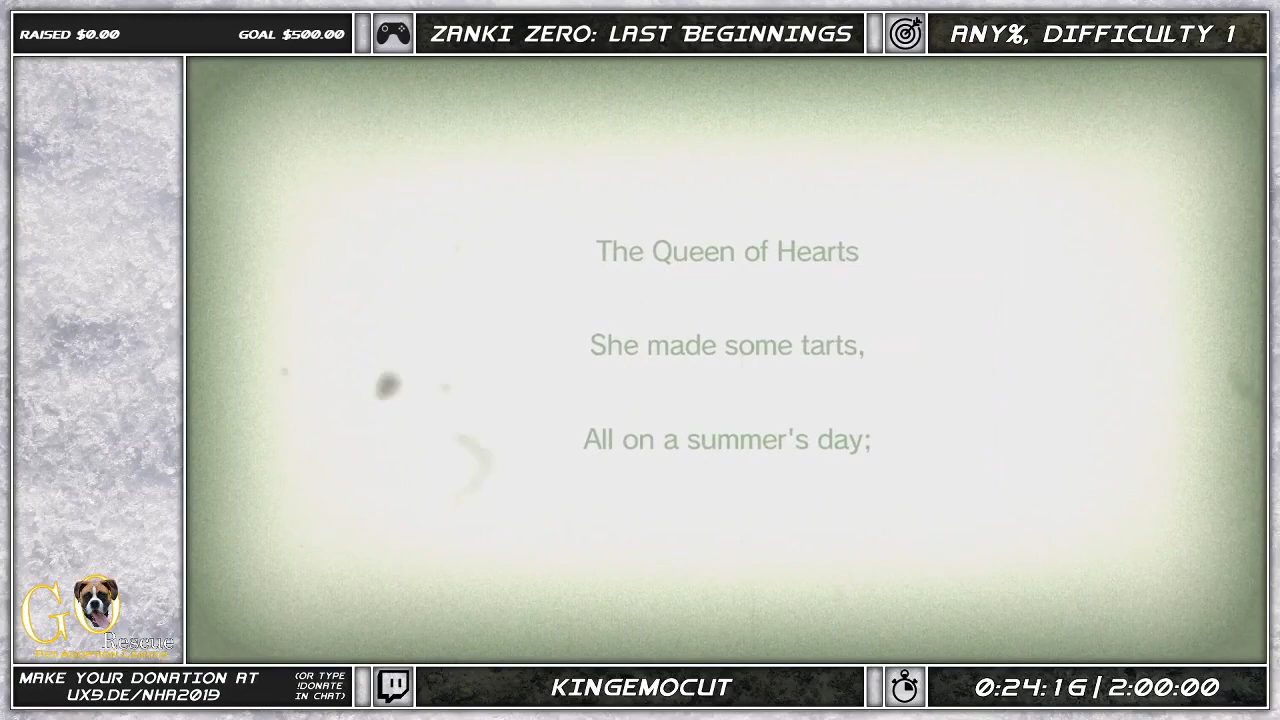 RAISED $0.00
GOAL $500.00
ZANKI ZERO: LAST BEGINNINGS
ANY%, DIFFICULTY 1
The Queen of Hearts
She made some tarts,
All on a summer's day;
GO
Rescue
MAKE YOUR DONATION AT
UX9.DE/NHA2019
(OR TYPE
!DONATE
IN CHAT)
KINGEMOCUT
0:24:16|2:00:00